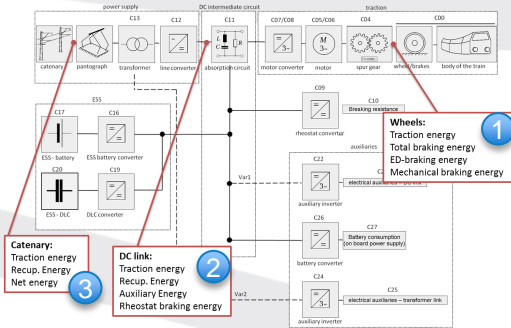 power supply
DC intermediate circuit
traction
C13
C12
C11
C07/C08
C05/C06
C04
C00
L
C
R
M
3~
3~
catenary
pantograph
transformer
line converter
absorption circuit
motor converter
motor
spur gear
wheel/brakes
body of the train
ESS
C17
C16
ESS - battery
ESS battery converter
C20
C19
ESS - DLC
DLC converter
C09
C10
Breaking resistance
rheostat converter
auxiliaries
Var1
C22
3~
electrical auxiliaries
auxiliary inverter
C26
C27
Battery consumption
(on board power supply)
battery converter
Var2
C24
3~
C25
electrical auxiliaries – transformer link
auxiliary inverter
Wheels:
Traction energy
Total braking energy
ED-braking energy
Mechanical braking energy
1
DC link:
Traction energy
Recup. Energy
Auxiliary Energy
Rheostat braking energy
2
Catenary:
Traction energy
Recup. Energy
Net energy
3